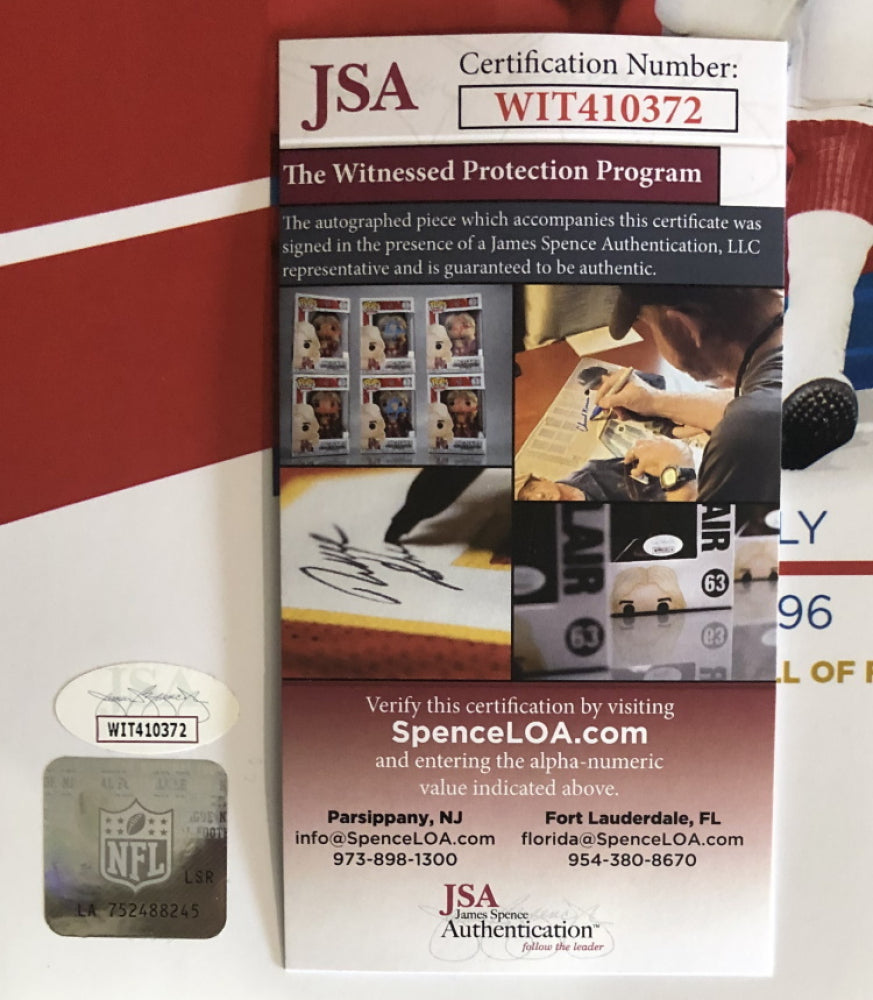 JSA
Certification Number:
WIT410372
The Witnessed Protection Program
The autographed piece which accompanies this certificate was
signed in the presence of a James Spence Authentication, LLC
representative and is guaranteed to be authentic.
LAIR
63
AIR
63
63
LY
96
LL OF
JSA
WIT410372
NFL
LSR
LA 752488245
Verify this certification by visiting
SpenceLOA.com
and entering the alpha-numeric
value indicated above.
Parsippany, NJ
info@SpenceLOA.com
973-898-1300
Fort Lauderdale, FL
florida@SpenceLOA.com
954-380-8670
JSA
James Spence
Authentication™
follow the leader